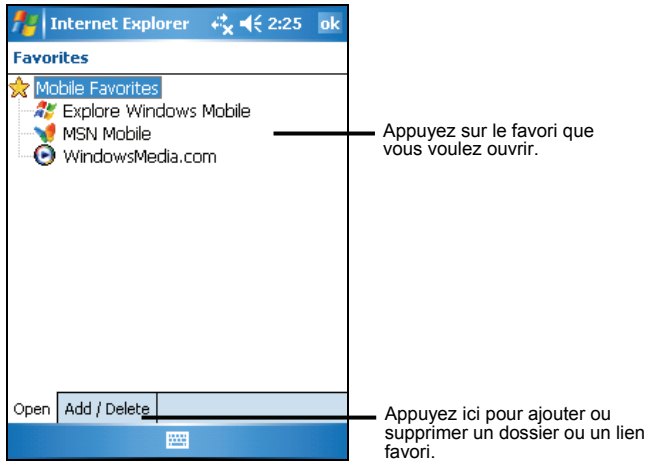 Internet Explorer 2:25 ok
Favorites
Mobile Favorites
Explore Windows Mobile
MSN Mobile
WindowsMedia.com
Appuyez sur le favori que
vous voulez ouvrir.
Open Add / Delete
Appuyez ici pour ajouter ou
supprimer un dossier ou un lien
favori.